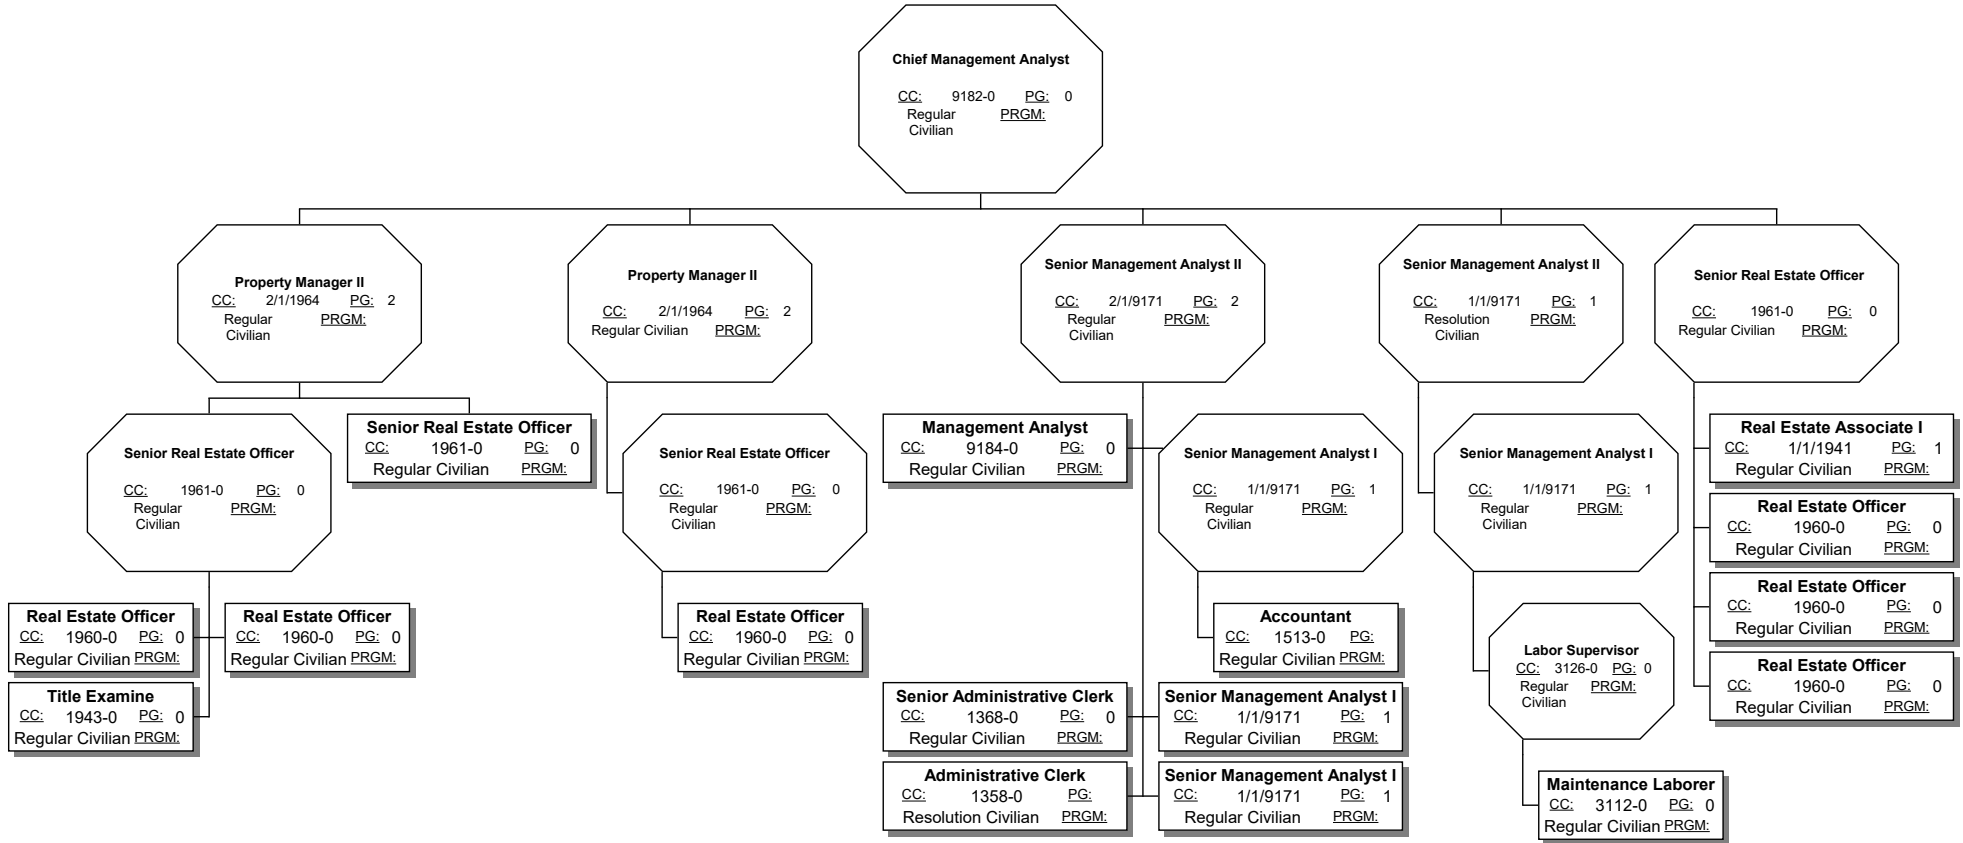 Chief Management Analyst
CC: 9182-0 PG: 0
Regular PRGM:
Civilian
Property Manager II
CC: 2/1/1964 PG: 2
Regular PRGM:
Civilian
Property Manager II
CC: 2/1/1964 PG: 2
Regular Civilian PRGM:
Senior Management Analyst II
CC: 2/1/9171 PG: 2
Regular PRGM:
Civilian
Senior Management Analyst II
CC: 1/1/9171 PG: 1
Resolution PRGM:
Civilian
Senior Real Estate Officer
CC: 1961-0 PG: 0
Regular Civilian PRGM:
Senior Real Estate Officer
CC: 1961-0 PG: 0
Regular PRGM:
Civilian
Senior Real Estate Officer
CC: 1961-0 PG: 0
Regular Civilian PRGM:
Senior Real Estate Officer
CC: 1961-0 PG: 0
Regular PRGM:
Civilian
Management Analyst
CC: 9184-0 PG: 0
Regular Civilian PRGM:
Senior Management Analyst I
CC: 1/1/9171 PG: 1
Regular PRGM:
Civilian
Senior Management Analyst I
CC: 1/1/9171 PG: 1
Regular PRGM:
Civilian
Real Estate Associate I
CC: 1/1/1941 PG: 1
Regular Civilian PRGM:
Real Estate Officer
CC: 1960-0 PG: 0
Regular Civilian PRGM:
Real Estate Officer
CC: 1960-0 PG: 0
Regular Civilian PRGM:
Real Estate Officer
CC: 1960-0 PG: 0
Regular Civilian PRGM:
Real Estate Officer
CC: 1960-0 PG: 0
Regular Civilian PRGM:
Real Estate Officer
CC: 1960-0 PG: 0
Regular Civilian PRGM:
Title Examine
CC: 1943-0 PG: 0
Regular Civilian PRGM:
Real Estate Officer
CC: 1960-0 PG: 0
Regular Civilian PRGM:
Accountant
CC: 1513-0 PG:
Regular Civilian PRGM:
Senior Administrative Clerk
CC: 1368-0 PG: 0
Regular Civilian PRGM:
Senior Management Analyst I
CC: 1/1/9171 PG: 1
Regular Civilian PRGM:
Administrative Clerk
CC: 1358-0 PG:
Resolution Civilian PRGM:
Senior Management Analyst I
CC: 1/1/9171 PG: 1
Regular Civilian PRGM:
Labor Supervisor
CC: 3126-0 PG: 0
Regular PRGM:
Civilian
Maintenance Laborer
CC: 3112-0 PG: 0
Regular Civilian PRGM: